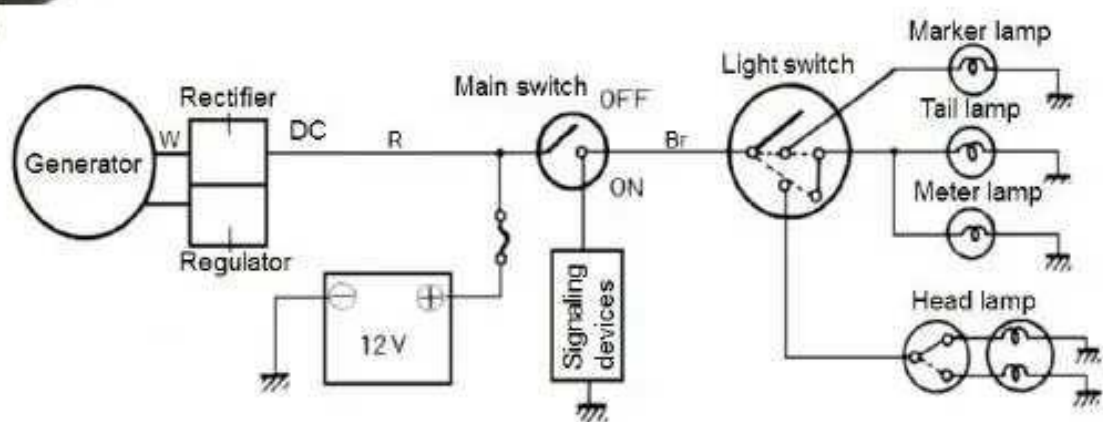 Marker lamp
Light switch
Main switch
OFF
Rectifier
DC
R
W
Generator
Br
Tail lamp
ON
Meter lamp
Regulator
12V
Signaling
devices
Head lamp